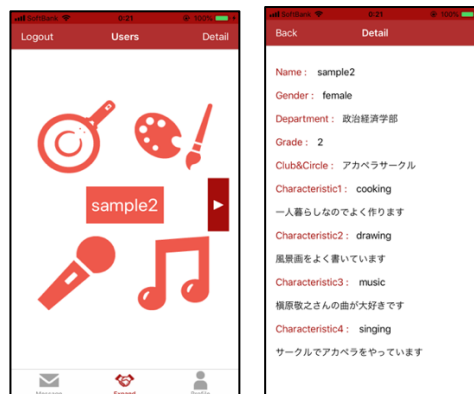 SoftBank 0:21 100%
Logout Users Detail
sample2
Message Expand Profile
SoftBank 0:21 100%
Back Detail
Name : sample2
Gender : female
Department : 政治経済学部
Grade : 2
Club&Circle : アカペラサークル
Characteristic1 : cooking
一人暮らしなのでよく作ります
Characteristic2 : drawing
風景画をよく書いています
Characteristic3 : music
槇原敬之さんの曲が大好きです
Characteristic4 : singing
サークルでアカペラをやっています